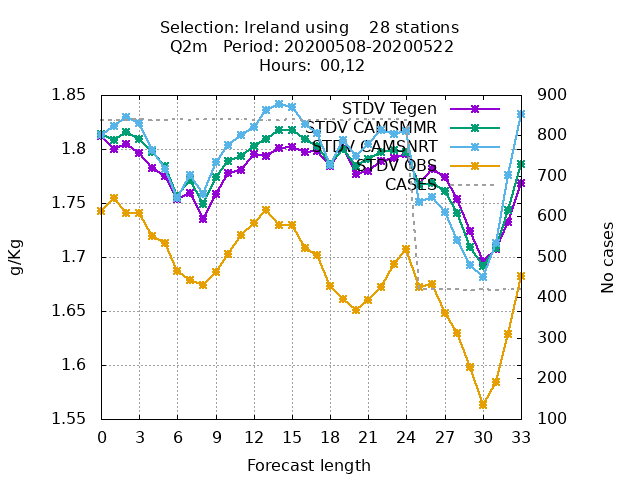 Selection: Ireland using    28 stations
Q2m   Period: 20200508-20200522
Hours:  00,12
1.85
1.8
1.75
1.7
1.65
1.6
1.55
g/Kg
STDV Tegen
STDV CAMSMMR
STDV CAMSNRT
STDV OBS
CASES
900
800
700
600
500
400
300
200
100
No cases
0 3 6 9 12 15 18 21 24 27 30 33
Forecast length